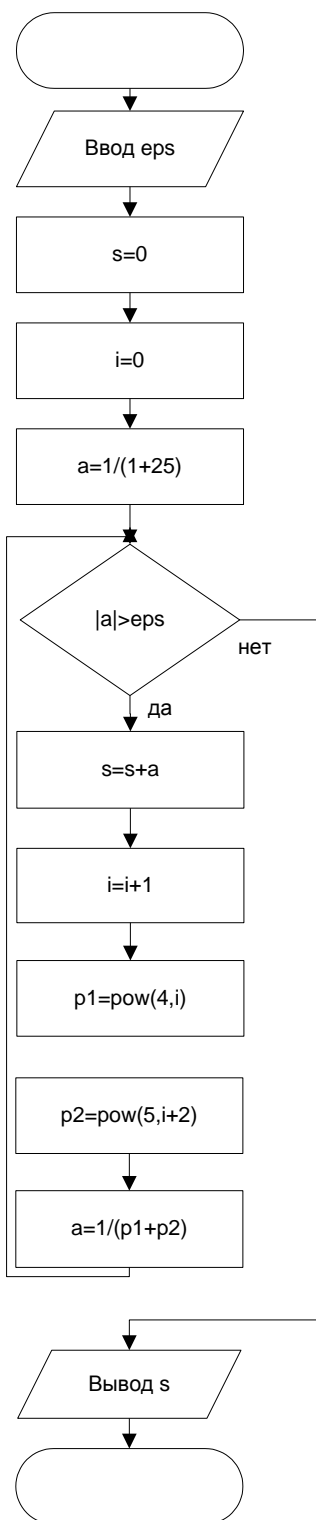 Ввод eps
s=0
i=0
a=1/(1+25)
|a|>eps
нет
да
s=s+a
i=i+1
p1=pow(4,i)
p2=pow(5,i+2)
a=1/(p1+p2)
Вывод s